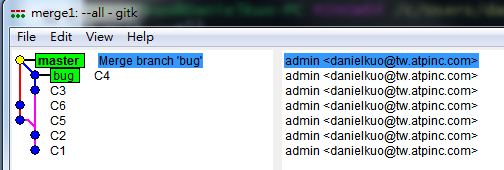 merge1: --all - gitk
File Edit View Help
master Merge branch 'bug' admin <danielkuo@tw.atpinc.com>
bug C4 admin <danielkuo@tw.atpinc.com>
C3 admin <danielkuo@tw.atpinc.com>
C6 admin <danielkuo@tw.atpinc.com>
C5 admin <danielkuo@tw.atpinc.com>
C2 admin <danielkuo@tw.atpinc.com>
C1 admin <danielkuo@tw.atpinc.com>